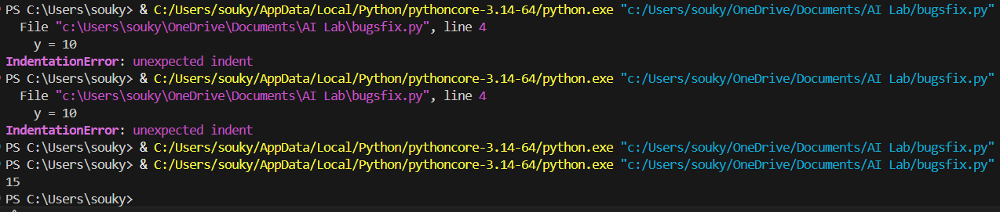 PS C:\Users\souky> & C:/Users/souky/AppData/Local/Python/pythoncore-3.14-64/python.exe "c:/Users/souky/OneDrive/Documents/AI Lab/bugsfix.py"
  File "c:\Users\souky\OneDrive\Documents\AI Lab\bugsfix.py", line 4
    y = 10
IndentationError: unexpected indent
PS C:\Users\souky> & C:/Users/souky/AppData/Local/Python/pythoncore-3.14-64/python.exe "c:/Users/souky/OneDrive/Documents/AI Lab/bugsfix.py"
  File "c:\Users\souky\OneDrive\Documents\AI Lab\bugsfix.py", line 4
    y = 10
IndentationError: unexpected indent
PS C:\Users\souky> & C:/Users/souky/AppData/Local/Python/pythoncore-3.14-64/python.exe "c:/Users/souky/OneDrive/Documents/AI Lab/bugsfix.py"
PS C:\Users\souky> & C:/Users/souky/AppData/Local/Python/pythoncore-3.14-64/python.exe "c:/Users/souky/OneDrive/Documents/AI Lab/bugsfix.py"
15
PS C:\Users\souky>